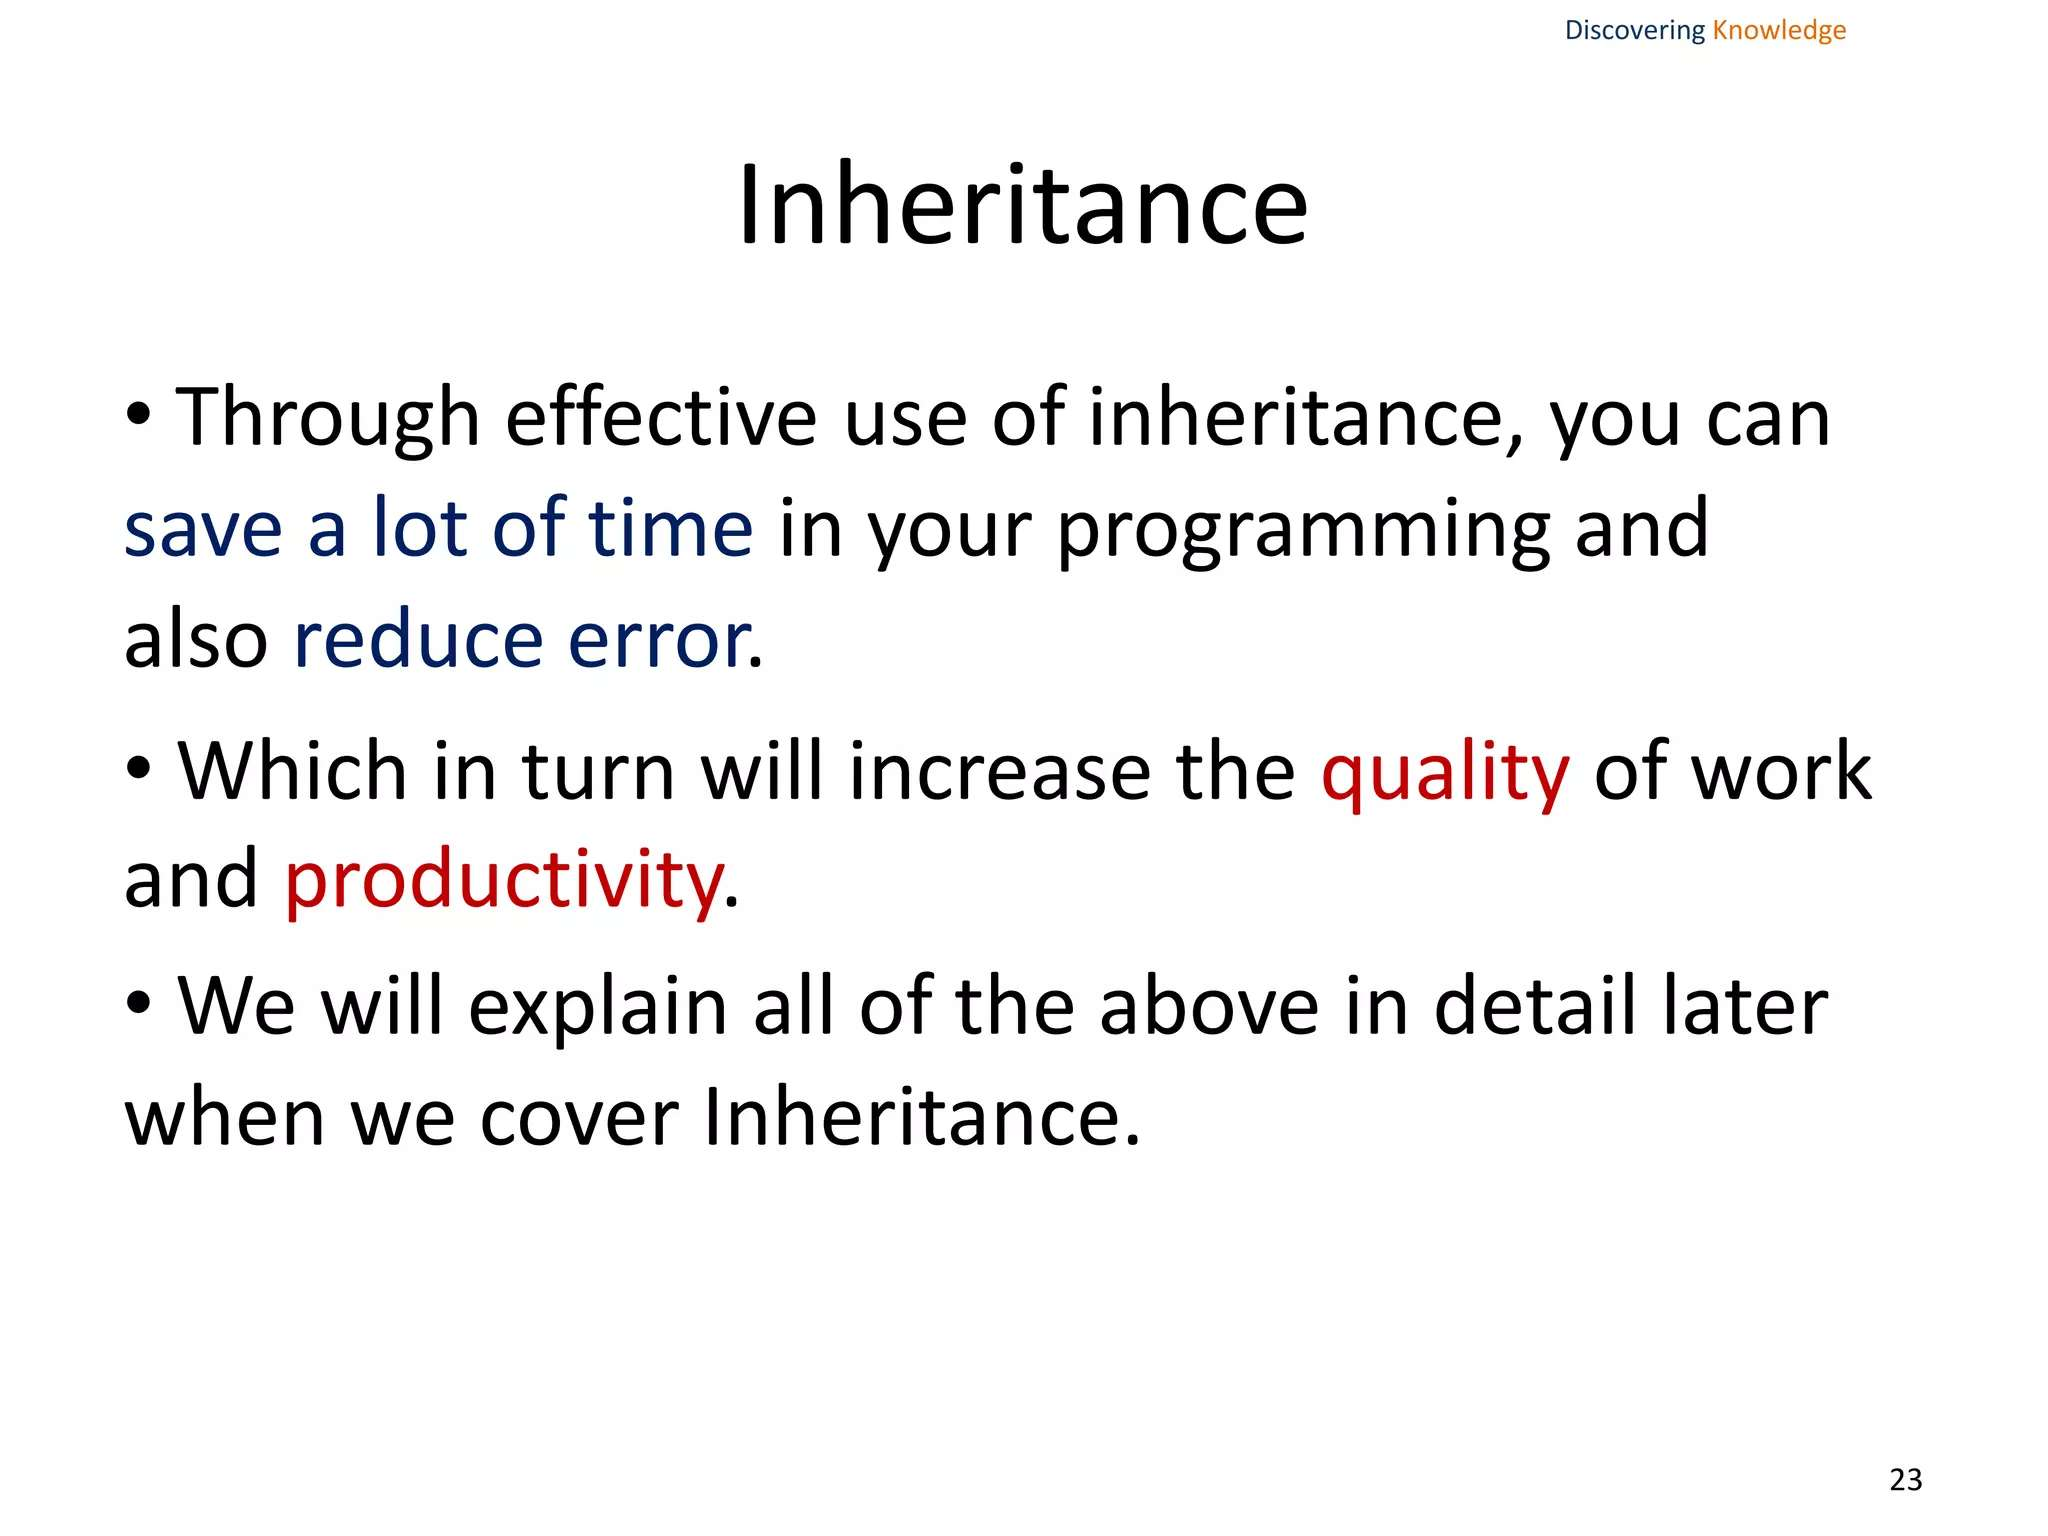 Discovering Knowledge
Inheritance
• Through effective use of inheritance, you can
save a lot of time in your programming and
also reduce error.
• Which in turn will increase the quality of work
and productivity.
• We will explain all of the above in detail later
when we cover Inheritance.
23